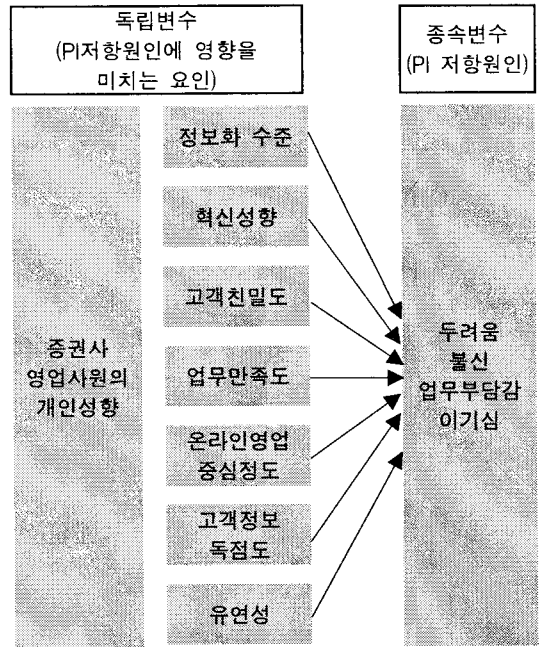 독립변수
(PI저항원인에 영향을
미치는 요인)
종속변수
(PI 저항원인)
증권사
영업사원의
개인성향
정보화 수준
혁신성향
고객친밀도
업무만족도
온라인영업
중심정도
고객정보
독점도
유연성
두려움
불신
업무부담감
이기심